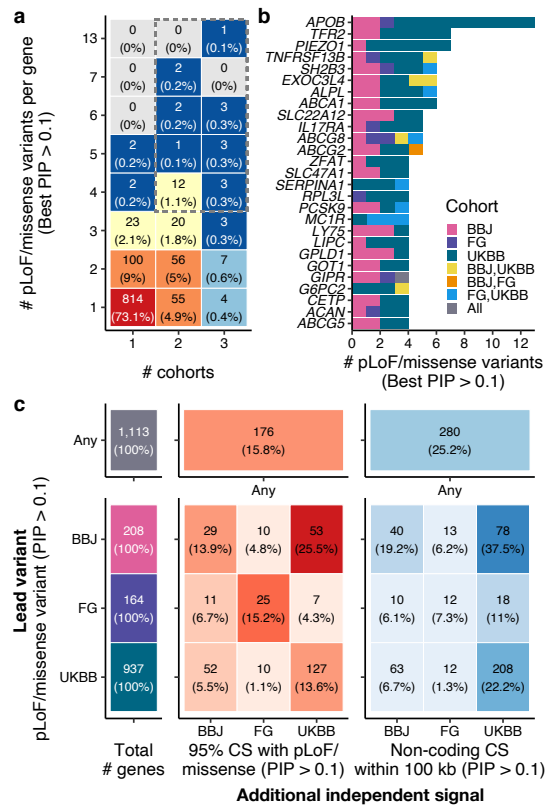 a
# pLoF/missense variants per gene
(Best PIP > 0.1)
13
0
(0%)
0
(0%)
1
(0.1%)
7
0
(0%)
2
(0.2%)
0
(0%)
6
0
(0%)
2
(0.2%)
3
(0.3%)
5
2
(0.2%)
1
(0.1%)
3
(0.3%)
4
2
(0.2%)
12
(1.1%)
3
(0.3%)
3
23
(2.1%)
20
(1.8%)
3
(0.3%)
2
100
(9%)
56
(5%)
7
(0.6%)
1
814
(73.1%)
55
(4.9%)
4
(0.4%)
1 2 3
# cohorts
b
APOB
TFR2
PIEZO1
TNFRSF13B
SH2B3
EXOC3L4
ALPL
ABCA1
SLC22A12
IL17RA
ABCG8
ABCG2
ZFAT
SLC47A1
SERPINA1
RPL3L
PCSK9
MC1R
LY75
LIPC
GPLD1
GOT1
GIPR
G6PC2
CETP
ACAN
ABCG5
Cohort
BBJ
FG
UKBB
BBJ,UKBB
BBJ,FG
FG,UKBB
All
0 2 4 6 8 10 12
# pLoF/missense variants
(Best PIP > 0.1)
c
Lead variant
pLoF/missense variant (PIP > 0.1)
Any
1,113
(100%)
176
(15.8%)
280
(25.2%)
Any
Any
BBJ
208
(100%)
29
(13.9%)
10
(4.8%)
53
(25.5%)
40
(19.2%)
13
(6.2%)
78
(37.5%)
FG
164
(100%)
11
(6.7%)
25
(15.2%)
7
(4.3%)
10
(6.1%)
12
(7.3%)
18
(11%)
UKBB
937
(100%)
52
(5.5%)
10
(1.1%)
127
(13.6%)
63
(6.7%)
12
(1.3%)
208
(22.2%)
BBJ FG UKBB
BBJ FG UKBB
Total
# genes
95% CS with pLoF/
missense (PIP > 0.1)
Non-coding CS
within 100 kb (PIP > 0.1)
Additional independent signal